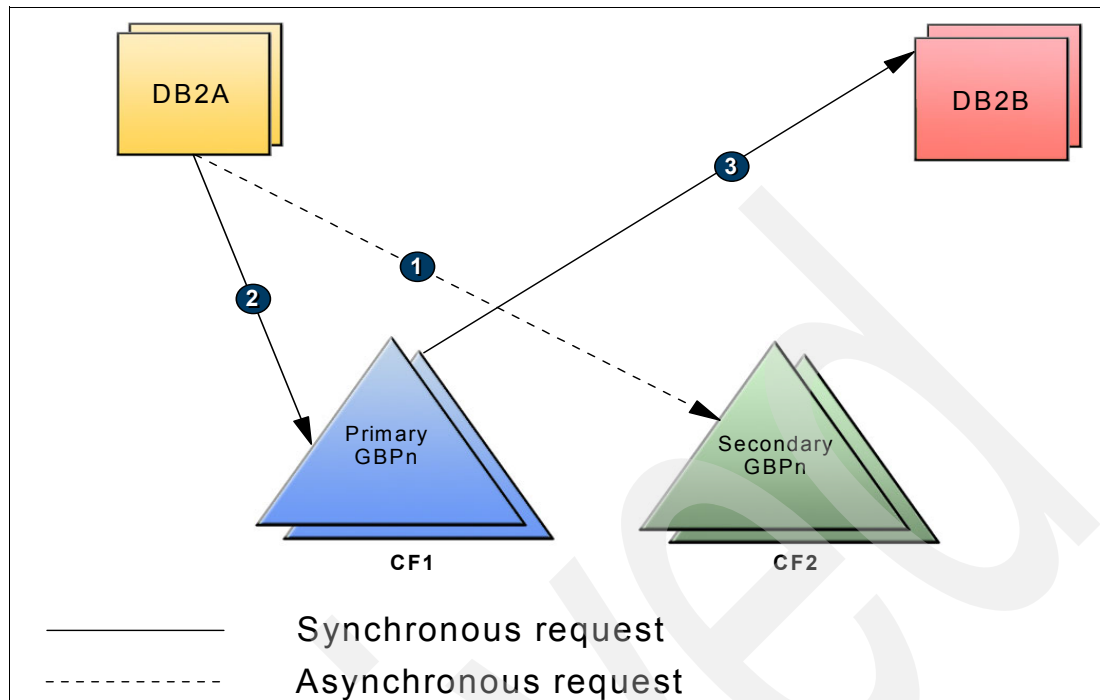 DB2A
DB2B
3
1
2
Primary
GBPn
Secondary
GBPn
CF1
CF2
Synchronous request
Asynchronous request